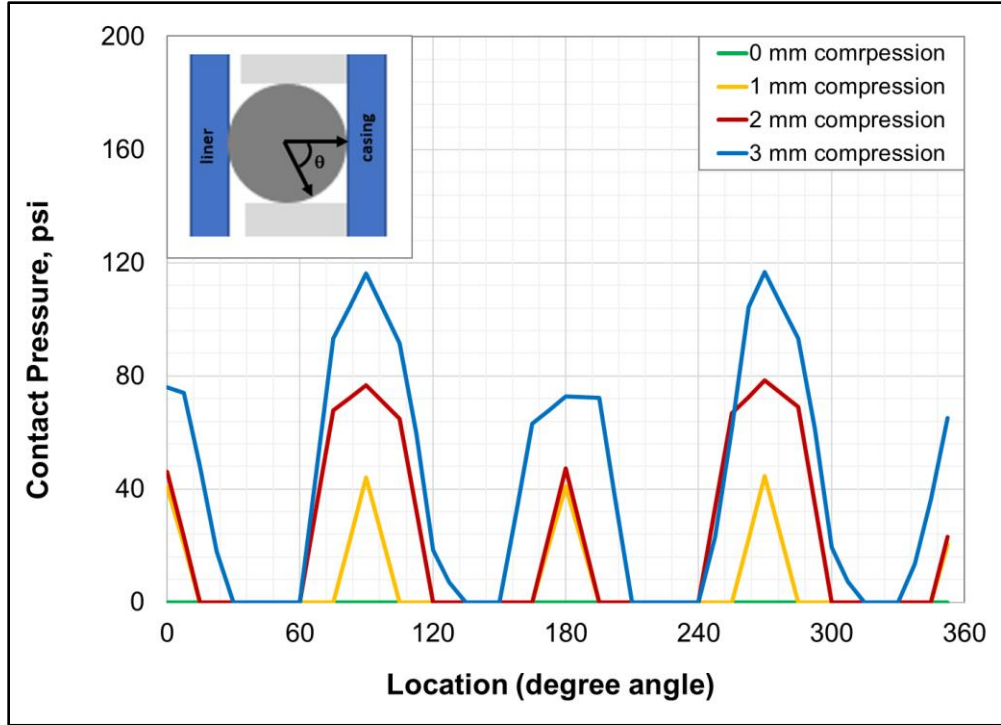 200
160
120
80
40
0
Contact Pressure, psi
liner
θ
casing
0 mm comrpession
1 mm compression
2 mm compression
3 mm compression
0 60 120 180 240 300 360
Location (degree angle)